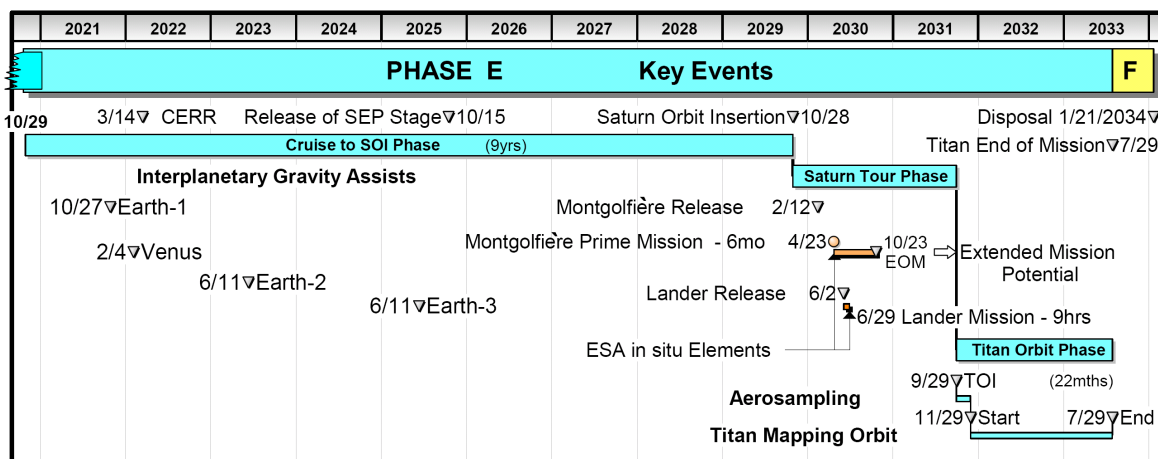 2021 2022 2023 2024 2025 2026 2027 2028 2029 2030 2031 2032 2033
PHASE E Key Events F
10/29 3/14 CERR Release of SEP Stage 10/15 Saturn Orbit Insertion 10/28 Disposal 1/21/2034
Cruise to SOI Phase (9yrs) Titan End of Mission 7/29
Interplanetary Gravity Assists Saturn Tour Phase
10/27 Earth-1 Montgolfière Release 2/12
Montgolfière Prime Mission - 6mo 4/23 10/23
EOM
2/4 Venus Extended Mission
Potential
6/11 Earth-2
Lander Release 6/2
6/11 Earth-3
6/29 Lander Mission - 9hrs
ESA in situ Elements Titan Orbit Phase
9/29 TOI (22mths)
Aerosampling
11/29 Start 7/29 End
Titan Mapping Orbit